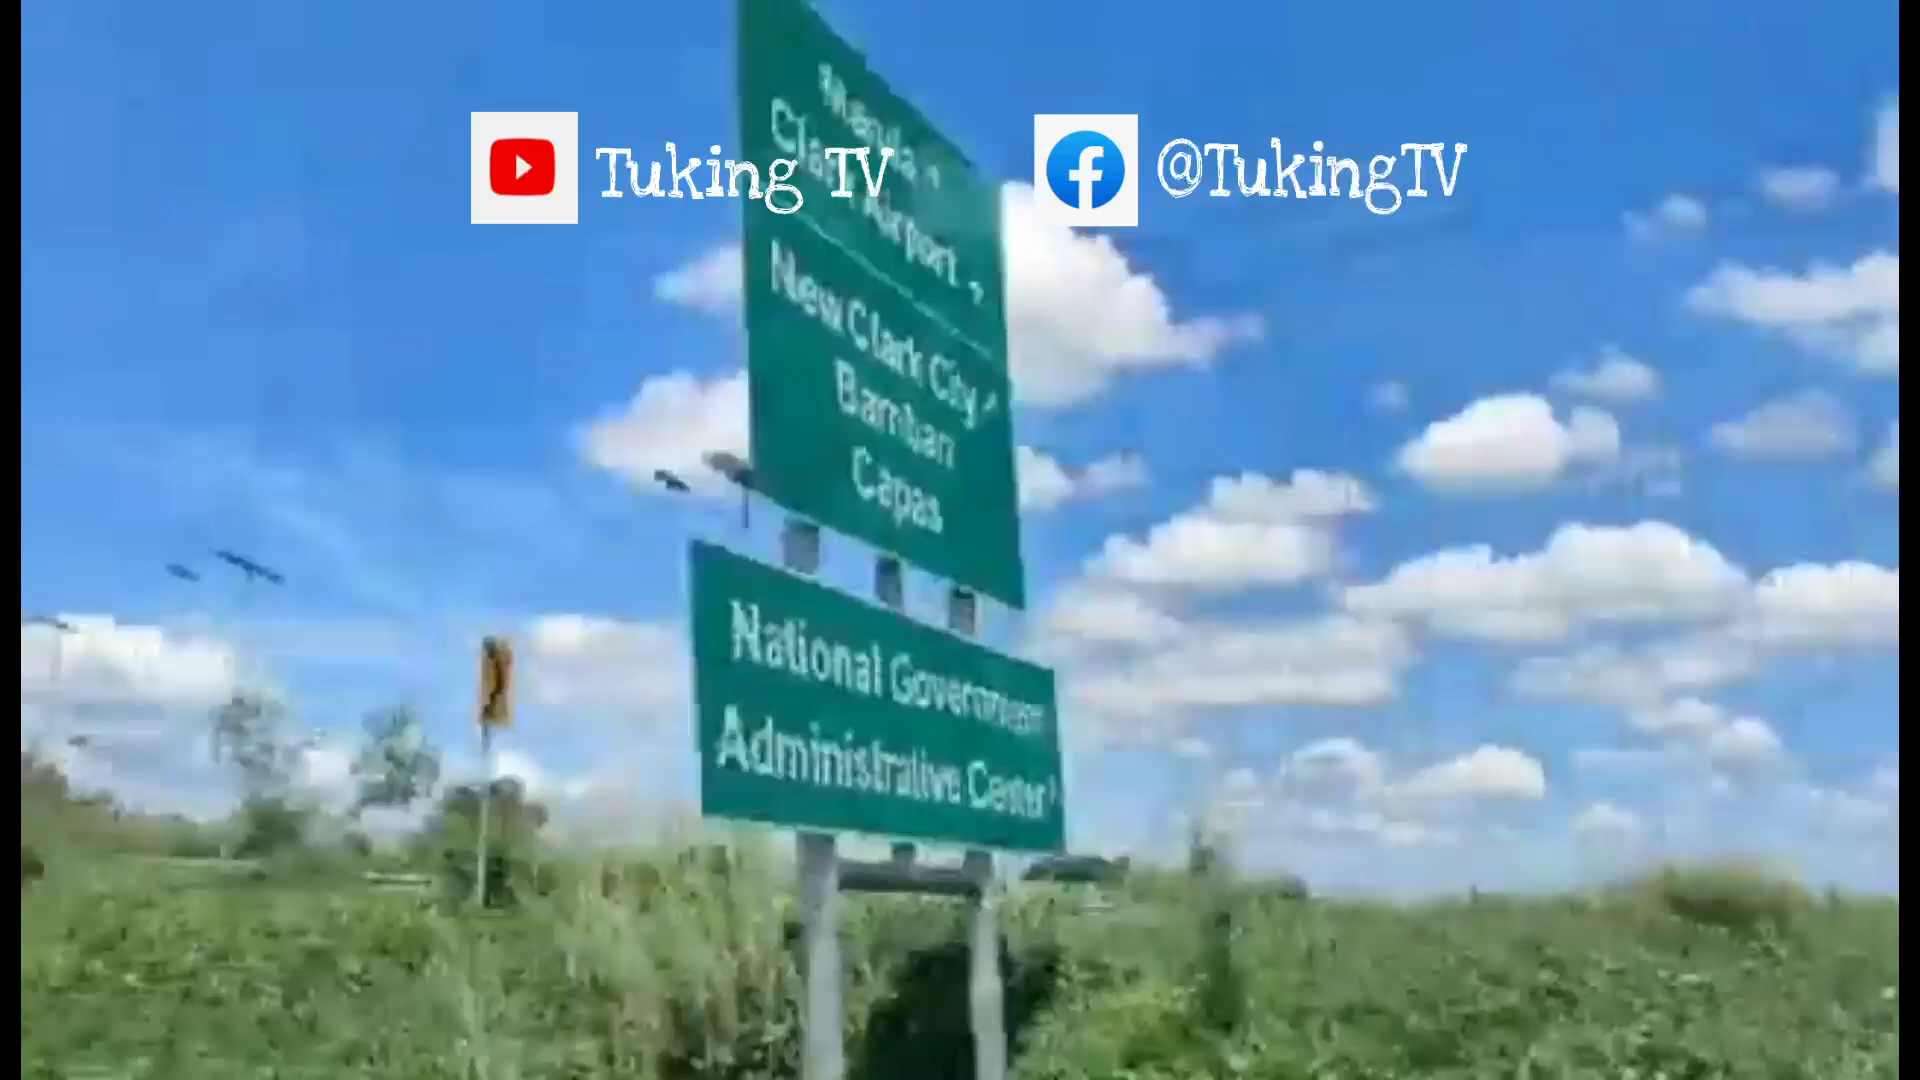 Tuking TV
@TukingTV
Manila
Clark Airport
New Clark City
Bamban
Capas
National Government
Administrative Center